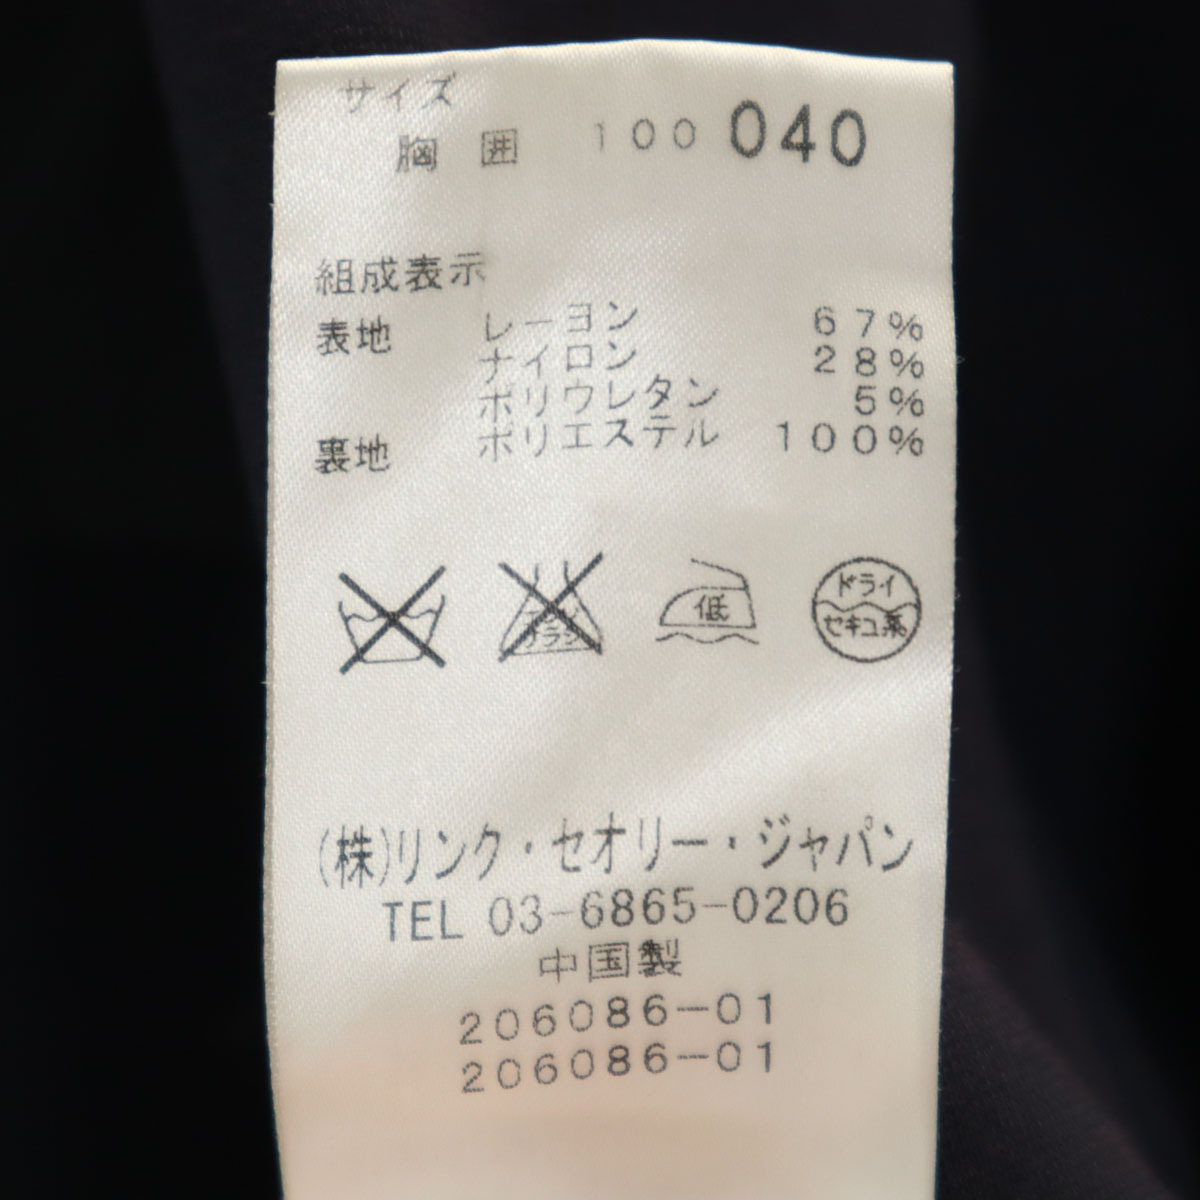 サイズ
胸 囲 100 040
組成表示
表地 レーヨン 67%
ナイロン 28%
ポリウレタン 5%
裏地 ポリエステル 100%
低
ドライ
セキユ系
(株)リンク・セオリー・ジャパン
TEL 03-6865-0206
中国製
206086-01
206086-01